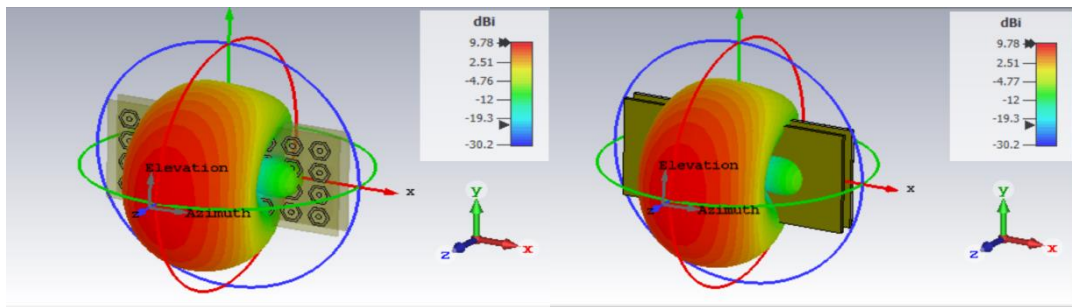 dBi
9.78
2.51
-4.76
-12
-19.3
-30.2
Elevation
Azimuth
z
x
y
z
x
dBi
9.78
2.51
-4.77
-12
-19.3
-30.2
Elevation
Azimuth
z
x
y
z
x